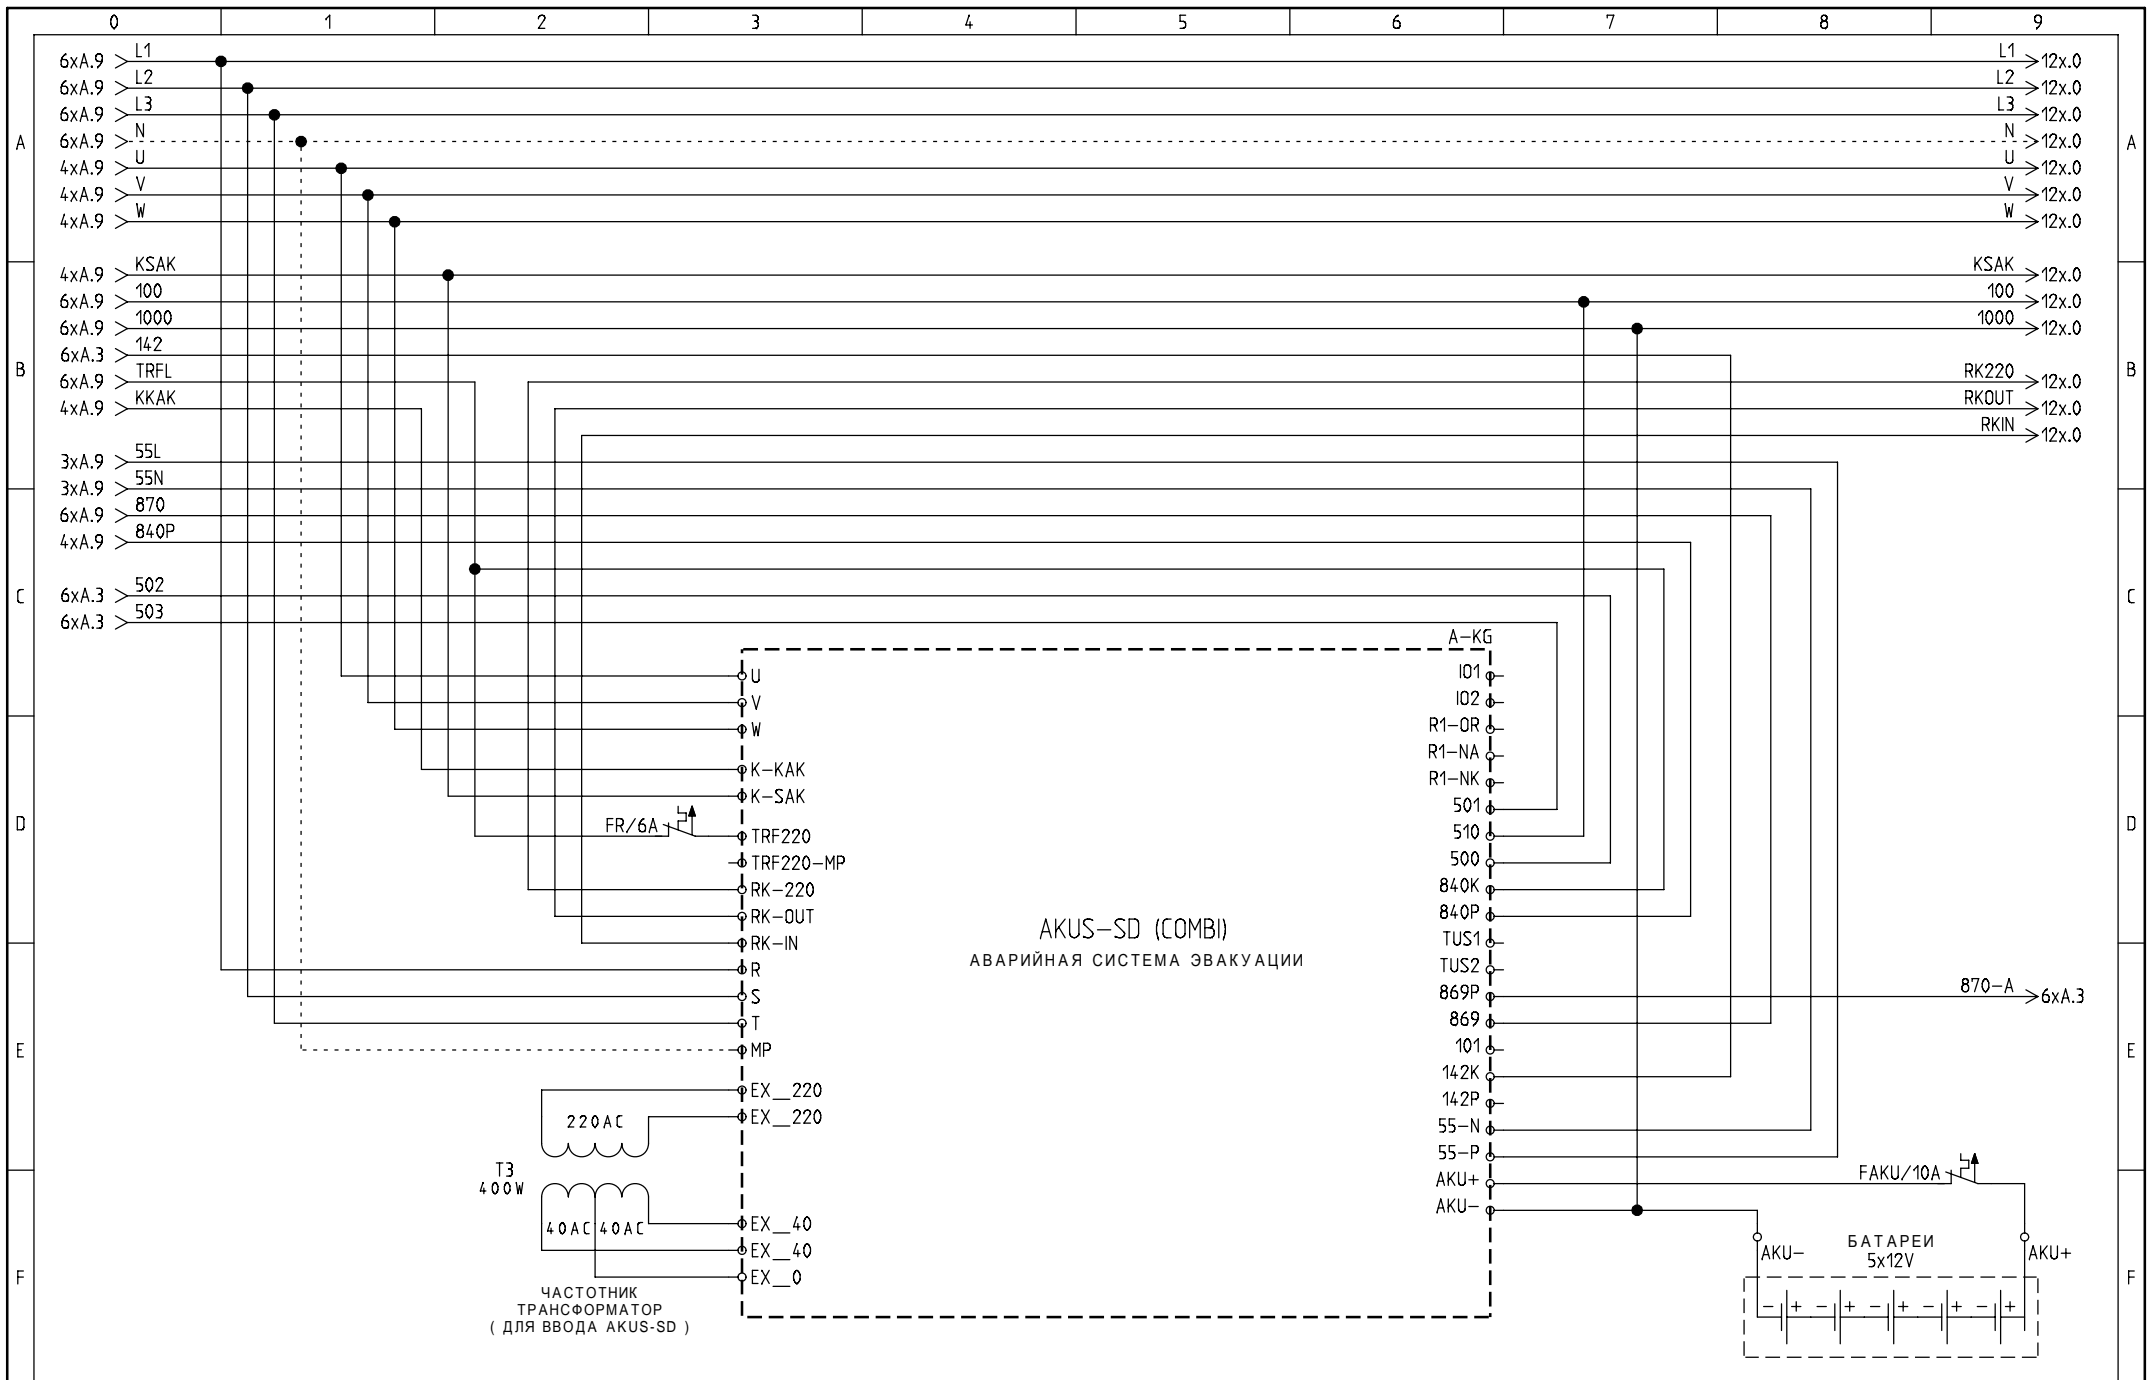 0 1 2 3 4 5 6 7 8 9
6xA.9 L1 L1 12x.0
6xA.9 L2 L2 12x.0
6xA.9 L3 L3 12x.0
A 6xA.9 N N 12x.0 A
4xA.9 U U 12x.0
4xA.9 V V 12x.0
4xA.9 W W 12x.0
4xA.9 KSAK KSAK 12x.0
6xA.9 100 100 12x.0
6xA.9 1000 1000 12x.0
6xA.3 142
B 6xA.9 TRFL RK220 12x.0 B
4xA.9 KKAK RKOUT 12x.0
RKIN 12x.0
3xA.9 55L
3xA.9 55N
6xA.9 870
4xA.9 840P
C 6xA.3 502 C
6xA.3 503
A-KG
U IO1
V IO2
W R1-OR
R1-NA
K-KAK R1-NK
K-SAK 501
D FR/6A TRF220 510 D
TRF220-MP 500
RK-220 840K
RK-OUT 840P
AKUS-SD (COMBI)
RK-IN TUS1
АВАРИЙНАЯ СИСТЕМА ЭВАКУАЦИИ
R TUS2
S 869P 870-A 6xA.3
T 869
E MP 101 E
EX__220 142K
220AC EX__220 142P
55-N
55-P
T3
400W
AKU+ FAKU/10A
AKU-
40AC 40AC EX__40
EX__40
AKU- БАТАРЕИ AKU+
5x12V
F EX__0 F
ЧАСТОТНИК
ТРАНСФОРМАТОР
( ДЛЯ ВВОДА AKUS-SD )
- + - + - + - + - +